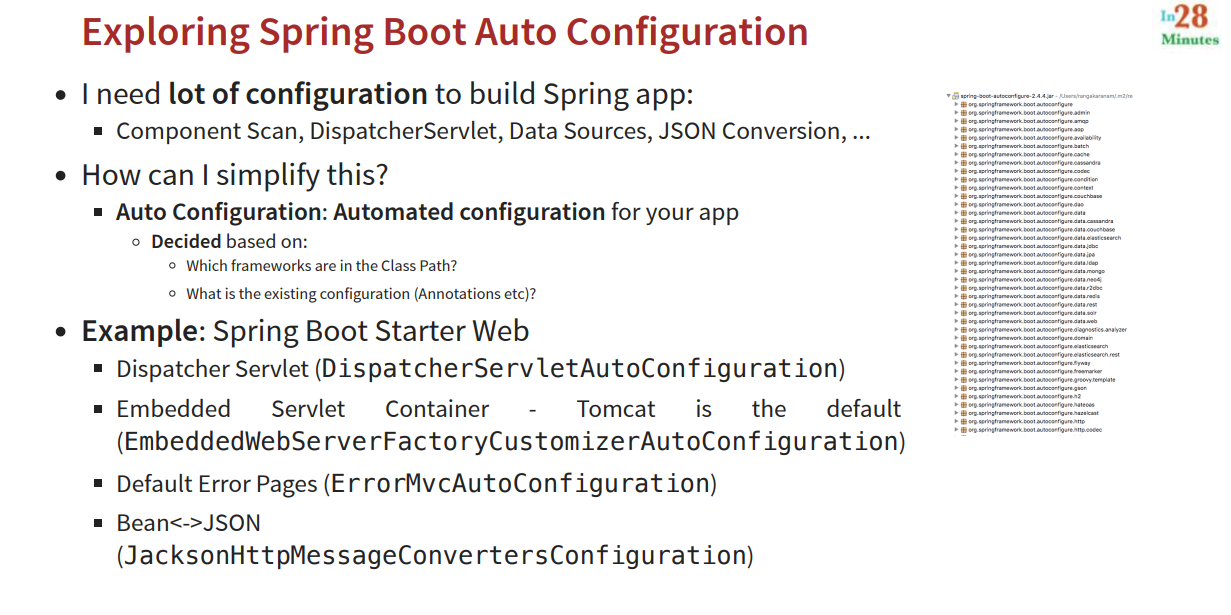 Exploring Spring Boot Auto Configuration
In28
Minutes
I need lot of configuration to build Spring app:
Component Scan, DispatcherServlet, Data Sources, JSON Conversion, ...
How can I simplify this?
Auto Configuration: Automated configuration for your app
Decided based on:
Which frameworks are in the Class Path?
What is the existing configuration (Annotations etc)?
Example: Spring Boot Starter Web
Dispatcher Servlet (DispatcherServletAutoConfiguration)
Embedded Servlet Container - Tomcat is the default
(EmbeddedWebServerFactoryCustomizerAutoConfiguration)
Default Error Pages (ErrorMvcAutoConfiguration)
Bean<->JSON
(JacksonHttpMessageConvertersConfiguration)
spring-boot-autoconfigure-2.4.4.jar - /Users/rangakaranam/.m2/re
org.springframework.boot.autoconfigure
org.springframework.boot.autoconfigure.admin
org.springframework.boot.autoconfigure.amqp
org.springframework.boot.autoconfigure.aop
org.springframework.boot.autoconfigure.availability
org.springframework.boot.autoconfigure.batch
org.springframework.boot.autoconfigure.cache
org.springframework.boot.autoconfigure.cassandra
org.springframework.boot.autoconfigure.codec
org.springframework.boot.autoconfigure.condition
org.springframework.boot.autoconfigure.context
org.springframework.boot.autoconfigure.couchbase
org.springframework.boot.autoconfigure.dao
org.springframework.boot.autoconfigure.data
org.springframework.boot.autoconfigure.data.cassandra
org.springframework.boot.autoconfigure.data.couchbase
org.springframework.boot.autoconfigure.data.elasticsearch
org.springframework.boot.autoconfigure.data.jdbc
org.springframework.boot.autoconfigure.data.jpa
org.springframework.boot.autoconfigure.data.ldap
org.springframework.boot.autoconfigure.data.mongo
org.springframework.boot.autoconfigure.data.neo4j
org.springframework.boot.autoconfigure.data.r2dbc
org.springframework.boot.autoconfigure.data.redis
org.springframework.boot.autoconfigure.data.rest
org.springframework.boot.autoconfigure.data.solr
org.springframework.boot.autoconfigure.data.web
org.springframework.boot.autoconfigure.diagnostics.analyzer
org.springframework.boot.autoconfigure.domain
org.springframework.boot.autoconfigure.elasticsearch
org.springframework.boot.autoconfigure.elasticsearch.rest
org.springframework.boot.autoconfigure.flyway
org.springframework.boot.autoconfigure.freemarker
org.springframework.boot.autoconfigure.groovy.template
org.springframework.boot.autoconfigure.gson
org.springframework.boot.autoconfigure.h2
org.springframework.boot.autoconfigure.hateoas
org.springframework.boot.autoconfigure.hazelcast
org.springframework.boot.autoconfigure.http
org.springframework.boot.autoconfigure.http.codec